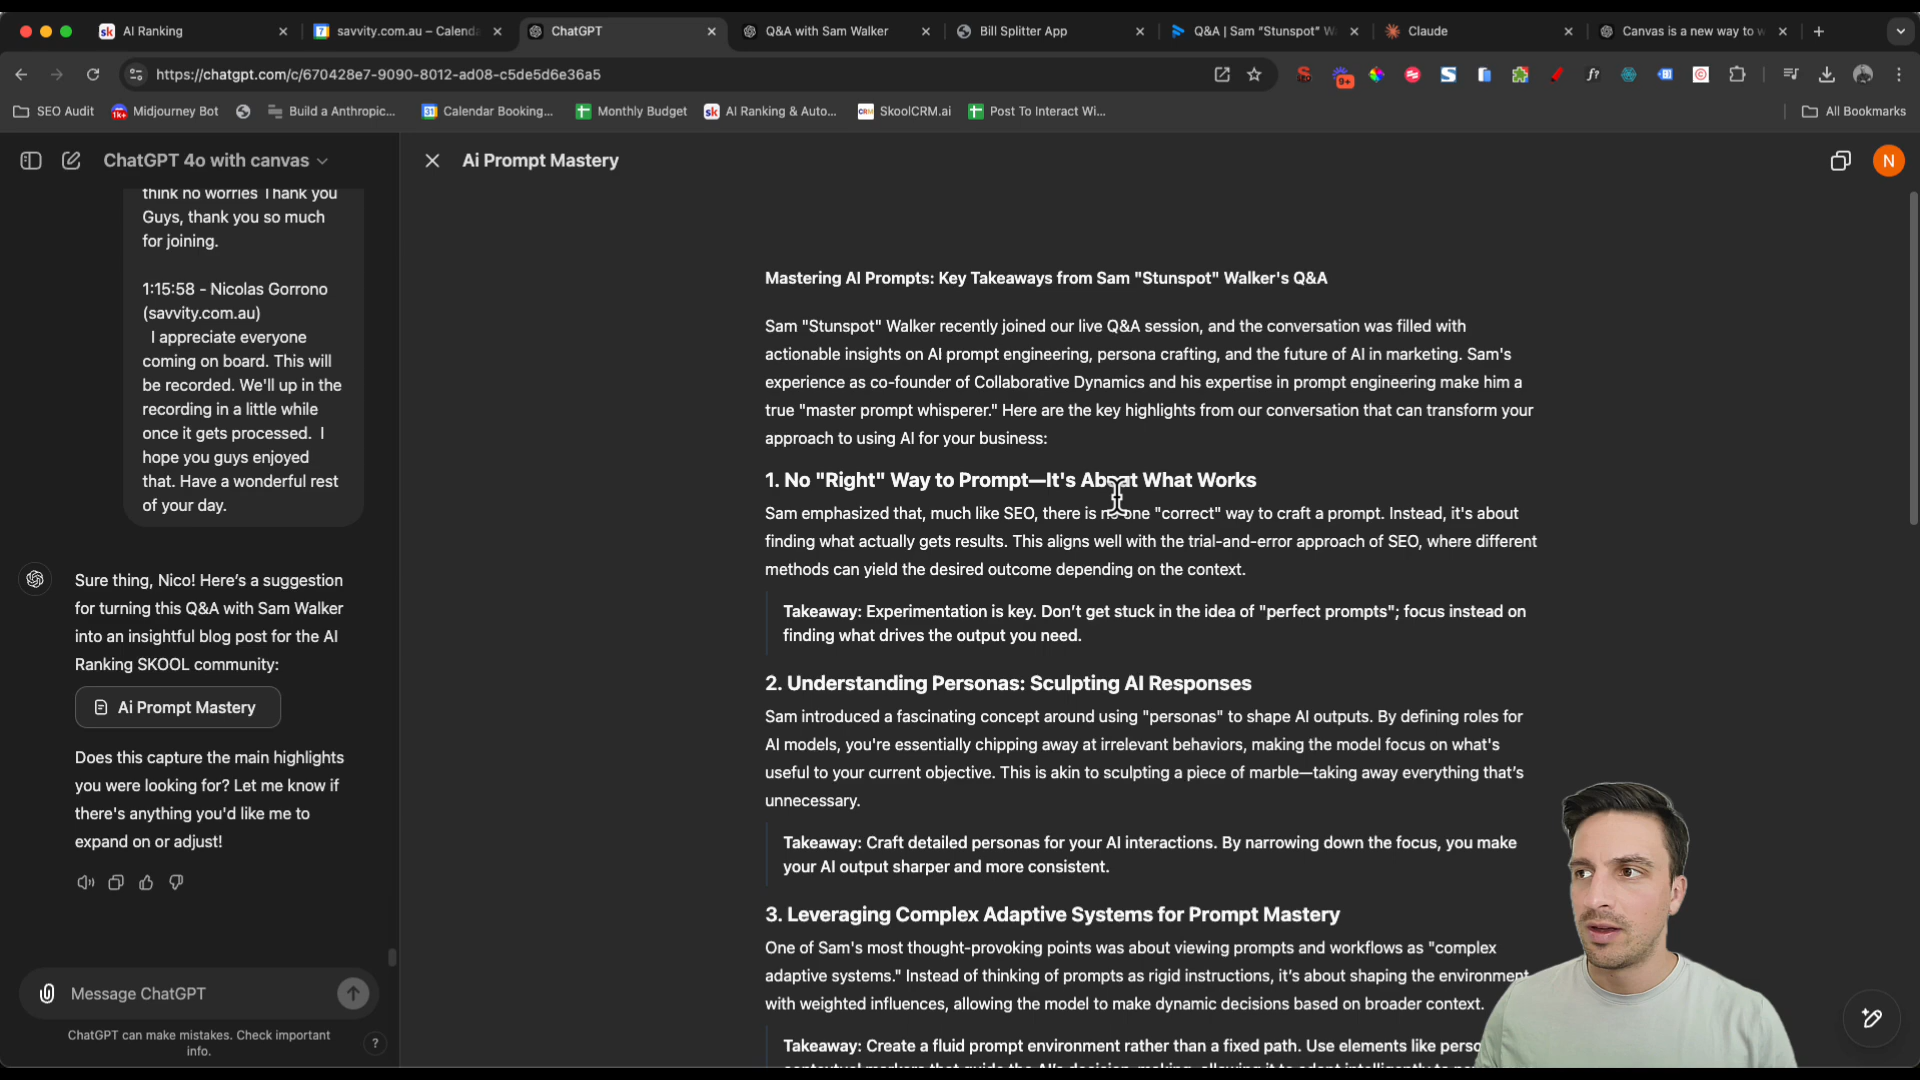 AI Ranking
savvity.com.au – Calenda
ChatGPT
Q&A with Sam Walker
Bill Splitter App
Q&A | Sam "Stunspot" W
Claude
Canvas is a new way to w
https://chatgpt.com/c/670428e7-9090-8012-ad08-c5de5d6e36a5
SEO Audit
Midjourney Bot
Build a Anthropic...
Calendar Booking...
Monthly Budget
AI Ranking & Auto...
SkoolCRM.ai
Post To Interact Wi...
All Bookmarks
ChatGPT 4o with canvas
think no worries Thank you
Guys, thank you so much
for joining.
1:15:58 - Nicolas Gorrono
(savvity.com.au)
I appreciate everyone
coming on board. This will
be recorded. We'll up in the
recording in a little while
once it gets processed. I
hope you guys enjoyed
that. Have a wonderful rest
of your day.
Sure thing, Nico! Here's a suggestion
for turning this Q&A with Sam Walker
into an insightful blog post for the AI
Ranking SKOOL community:
Ai Prompt Mastery
Does this capture the main highlights
you were looking for? Let me know if
there's anything you'd like me to
expand on or adjust!
Message ChatGPT
ChatGPT can make mistakes. Check important
info.
?
Ai Prompt Mastery
N
Mastering AI Prompts: Key Takeaways from Sam "Stunspot" Walker's Q&A
Sam "Stunspot" Walker recently joined our live Q&A session, and the conversation was filled with
actionable insights on AI prompt engineering, persona crafting, and the future of AI in marketing. Sam's
experience as co-founder of Collaborative Dynamics and his expertise in prompt engineering make him a
true "master prompt whisperer." Here are the key highlights from our conversation that can transform your
approach to using AI for your business:
1. No "Right" Way to Prompt—It's About What Works
Sam emphasized that, much like SEO, there is no one "correct" way to craft a prompt. Instead, it's about
finding what actually gets results. This aligns well with the trial-and-error approach of SEO, where different
methods can yield the desired outcome depending on the context.
Takeaway: Experimentation is key. Don't get stuck in the idea of "perfect prompts"; focus instead on
finding what drives the output you need.
2. Understanding Personas: Sculpting AI Responses
Sam introduced a fascinating concept around using "personas" to shape AI outputs. By defining roles for
AI models, you're essentially chipping away at irrelevant behaviors, making the model focus on what's
useful to your current objective. This is akin to sculpting a piece of marble—taking away everything that's
unnecessary.
Takeaway: Craft detailed personas for your AI interactions. By narrowing down the focus, you make
your AI output sharper and more consistent.
3. Leveraging Complex Adaptive Systems for Prompt Mastery
One of Sam's most thought-provoking points was about viewing prompts and workflows as "complex
adaptive systems." Instead of thinking of prompts as rigid instructions, it's about shaping the environment
with weighted influences, allowing the model to make dynamic decisions based on broader context.
Takeaway: Create a fluid prompt environment rather than a fixed path. Use elements like perso